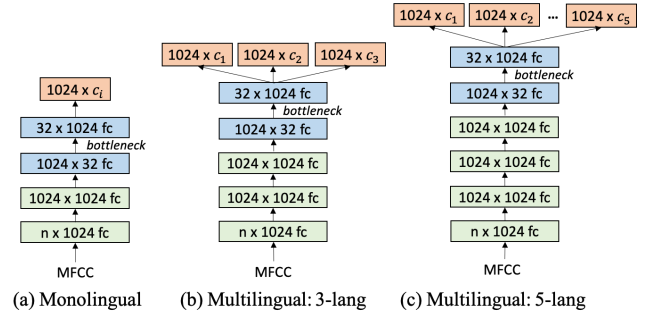 1024 x c_i
32 x 1024 fc
bottleneck
1024 x 32 fc
1024 x 1024 fc
n x 1024 fc
MFCC
(a) Monolingual
1024 x c_1 1024 x c_2 1024 x c_3
32 x 1024 fc
bottleneck
1024 x 32 fc
1024 x 1024 fc
1024 x 1024 fc
n x 1024 fc
MFCC
(b) Multilingual: 3-lang
1024 x c_1 1024 x c_2 ... 1024 x c_5
32 x 1024 fc
bottleneck
1024 x 32 fc
1024 x 1024 fc
1024 x 1024 fc
1024 x 1024 fc
n x 1024 fc
MFCC
(c) Multilingual: 5-lang